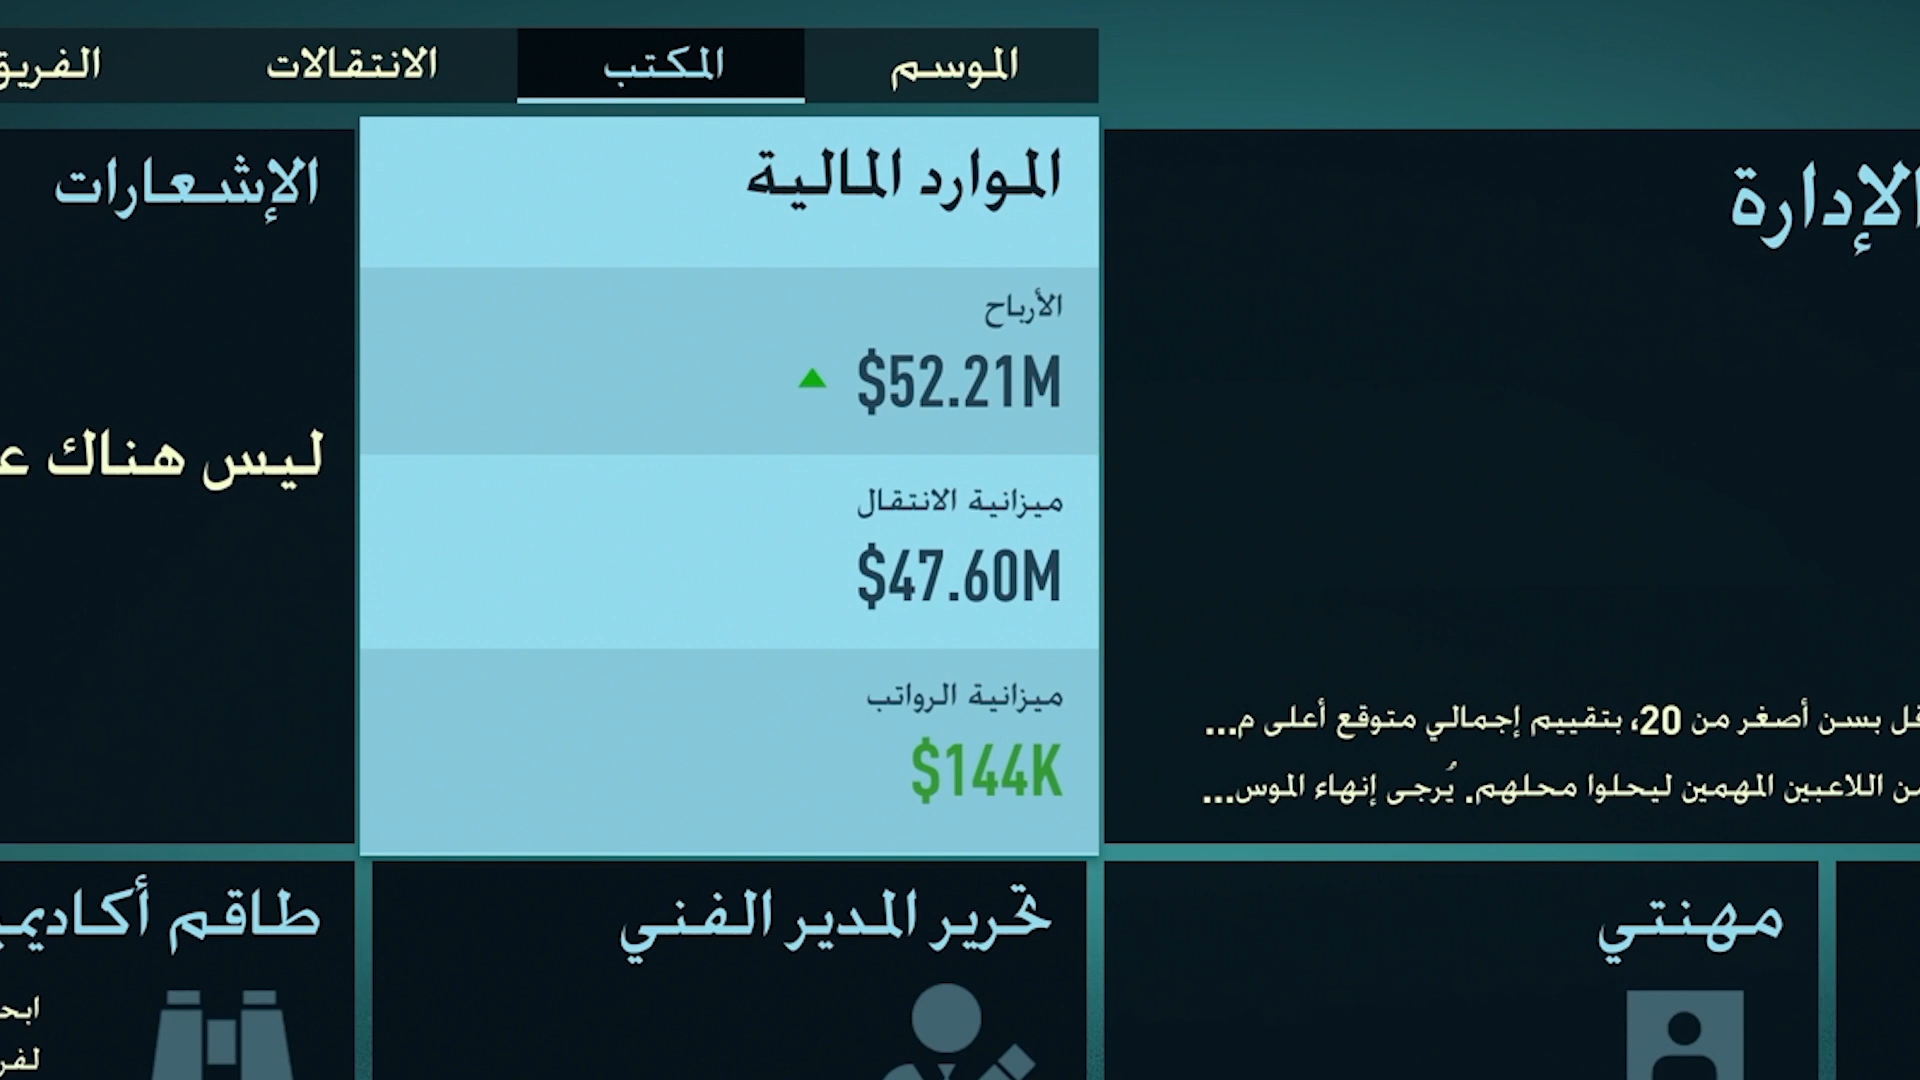 الموسم
المكتب
الانتقالات
الفريق
الإدارة
بسن أصغر من 20، بتقييم إجمالي متوقع أعلى م...
اللاعبين المهمين ليحلوا محلهم. يُرجى إنهاء الموس...
الموارد المالية
الأرباح
$52.21M
ميزانية الانتقال
$47.60M
ميزانية الرواتب
$144K
الإشعارات
ليس هناك
مهنتي
تحرير المدير الفني
طاقم